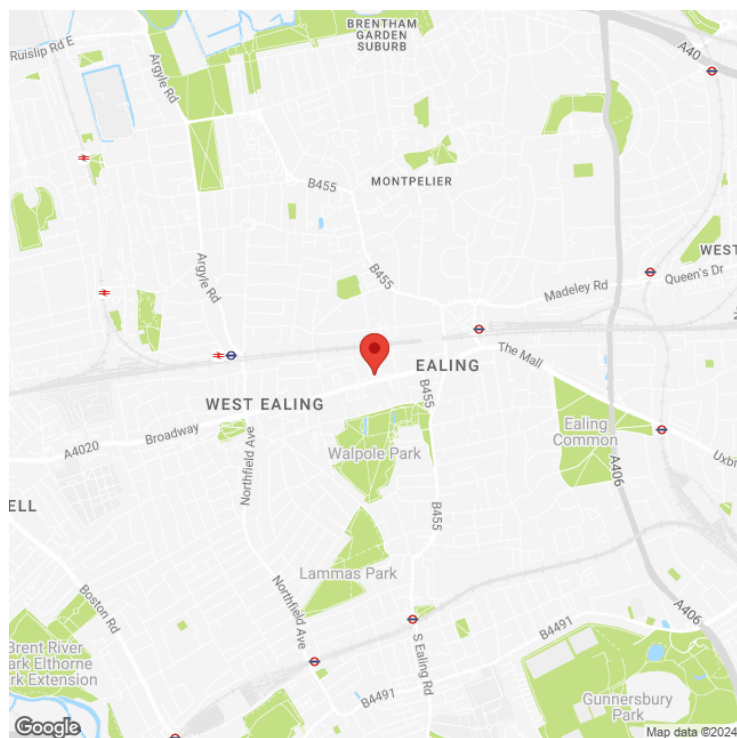 BRENTHAM
GARDEN
SUBURB
Ruislip Rd E
Argyle Rd
A40
B455
MONTPELIER
WEST
Argyle Rd
B455
Queen's Dr
Madeley Rd
The Mall
EALING
B455
WEST EALING
Broadway
A4020
Ealing
Common
Walpole Park
Northfield Ave
Uxb
A406
ELL
B455
Lammas Park
Boston Rd
Northfield Ave
A406
B4491
S Ealing Rd
Brent River
ark Elthorne
rk Extension
B4491
Gunnersbury
Park
Google
Map data ©2024